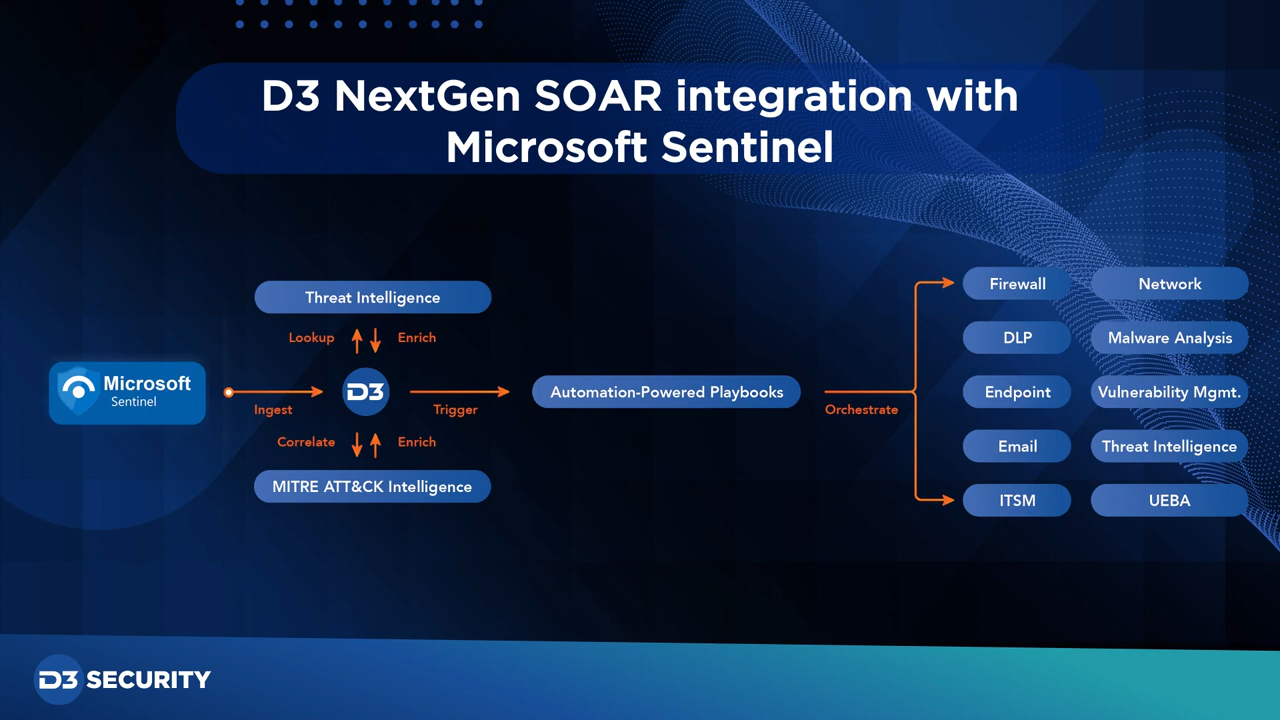 D3 NextGen SOAR integration with
Microsoft Sentinel
Threat Intelligence
Lookup
Enrich
Microsoft
Sentinel
Ingest
D3
Trigger
Correlate
Enrich
MITRE ATT&CK Intelligence
Automation-Powered Playbooks
Orchestrate
Firewall
Network
DLP
Malware Analysis
Endpoint
Vulnerability Mgmt.
Email
Threat Intelligence
ITSM
UEBA
D3 SECURITY